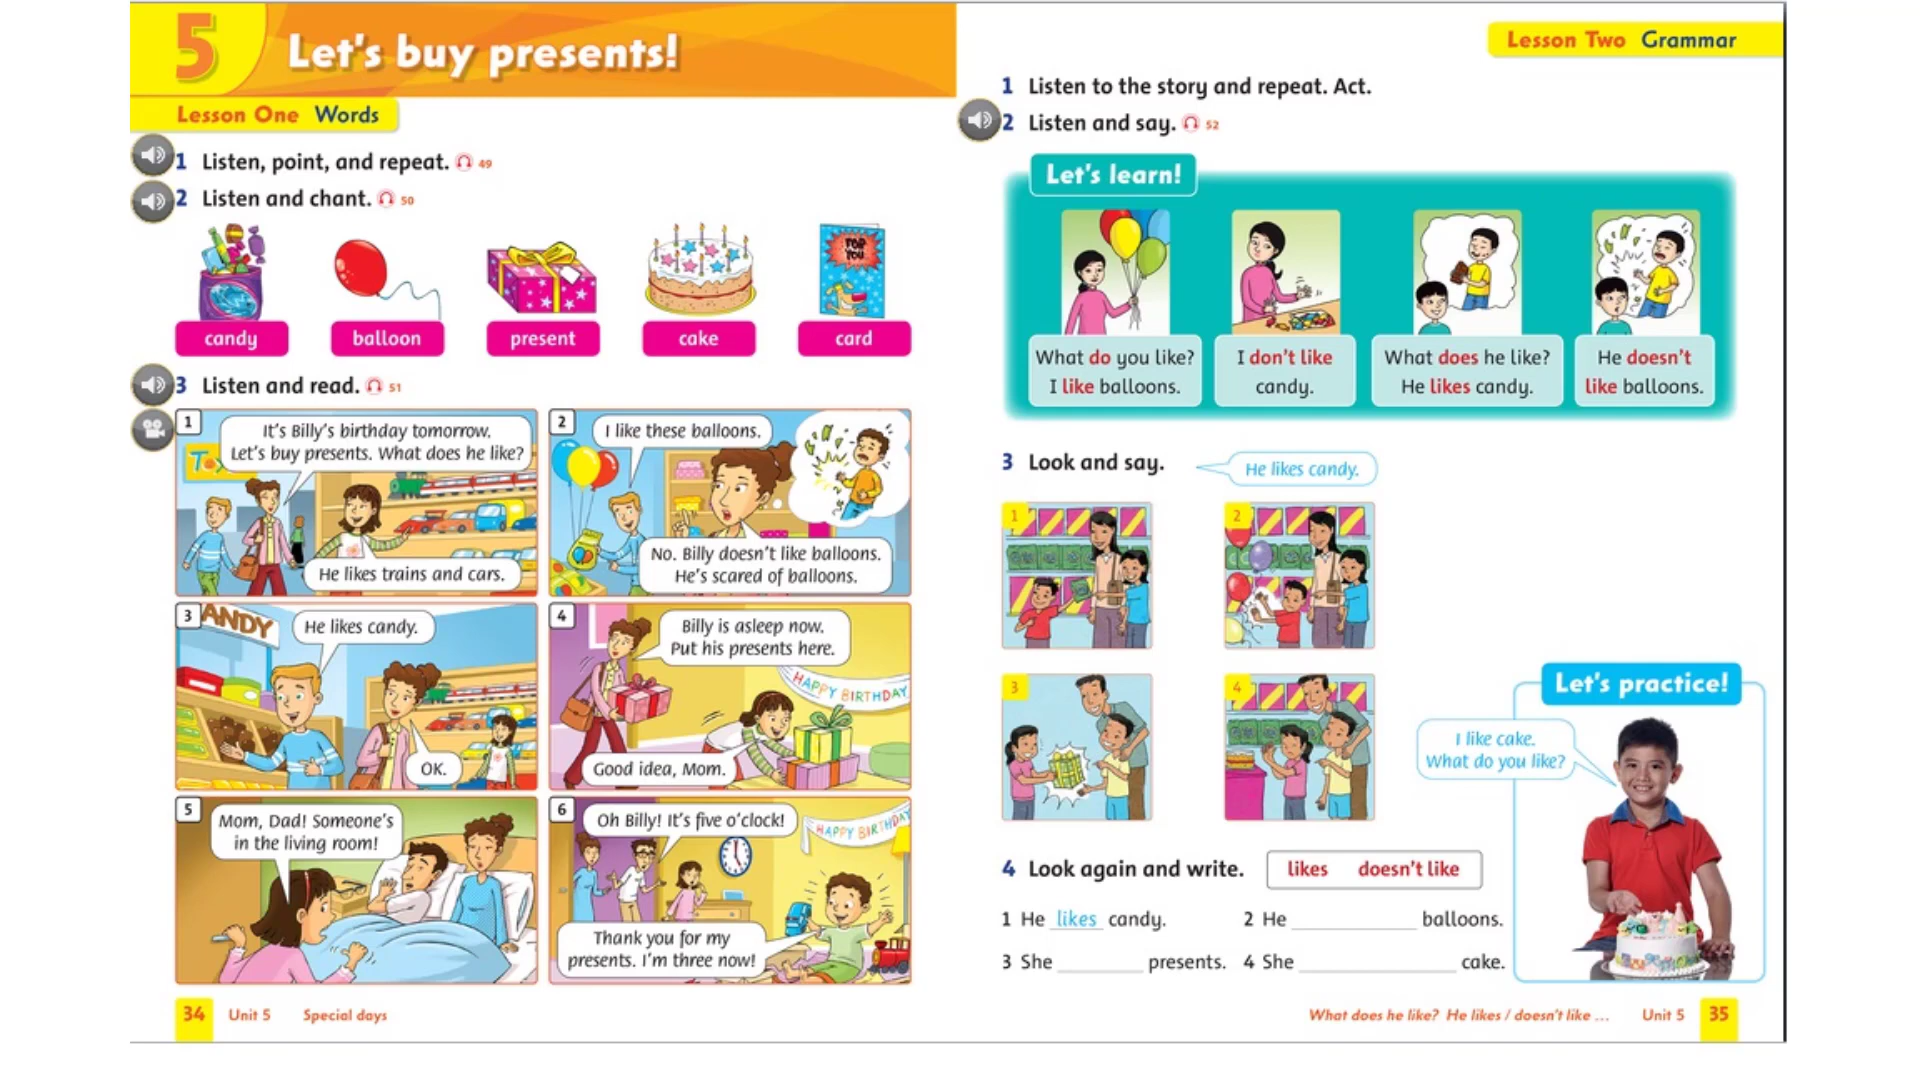 5 Let's buy presents!
Lesson One Words
1 Listen, point, and repeat. 49
2 Listen and chant. 50
FOR
YOU
candy
balloon
present
cake
card
3 Listen and read. 51
1
It's Billy's birthday tomorrow.
Let's buy presents. What does he like?
He likes trains and cars.
2
I like these balloons.
No. Billy doesn't like balloons.
He's scared of balloons.
3
ANDY
He likes candy.
OK.
4
Billy is asleep now.
Put his presents here.
HAPPY BIRTHDAY
Good idea, Mom.
5
Mom, Dad! Someone's
in the living room!
6
Oh Billy! It's five o'clock!
HAPPY BIRTHDAY
Thank you for my
presents. I'm three now!
34 Unit 5 Special days
Lesson Two Grammar
1 Listen to the story and repeat. Act.
2 Listen and say. 52
Let's learn!
What do you like?
I like balloons.
I don't like
candy.
What does he like?
He likes candy.
He doesn't
like balloons.
3 Look and say.
He likes candy.
1
2
3
4
Let's practice!
I like cake.
What do you like?
4 Look again and write.
likes doesn't like
1 He likes candy.
2 He ____________ balloons.
3 She ________ presents.
4 She ______________ cake.
What does he like? He likes / doesn't like ... Unit 5 35